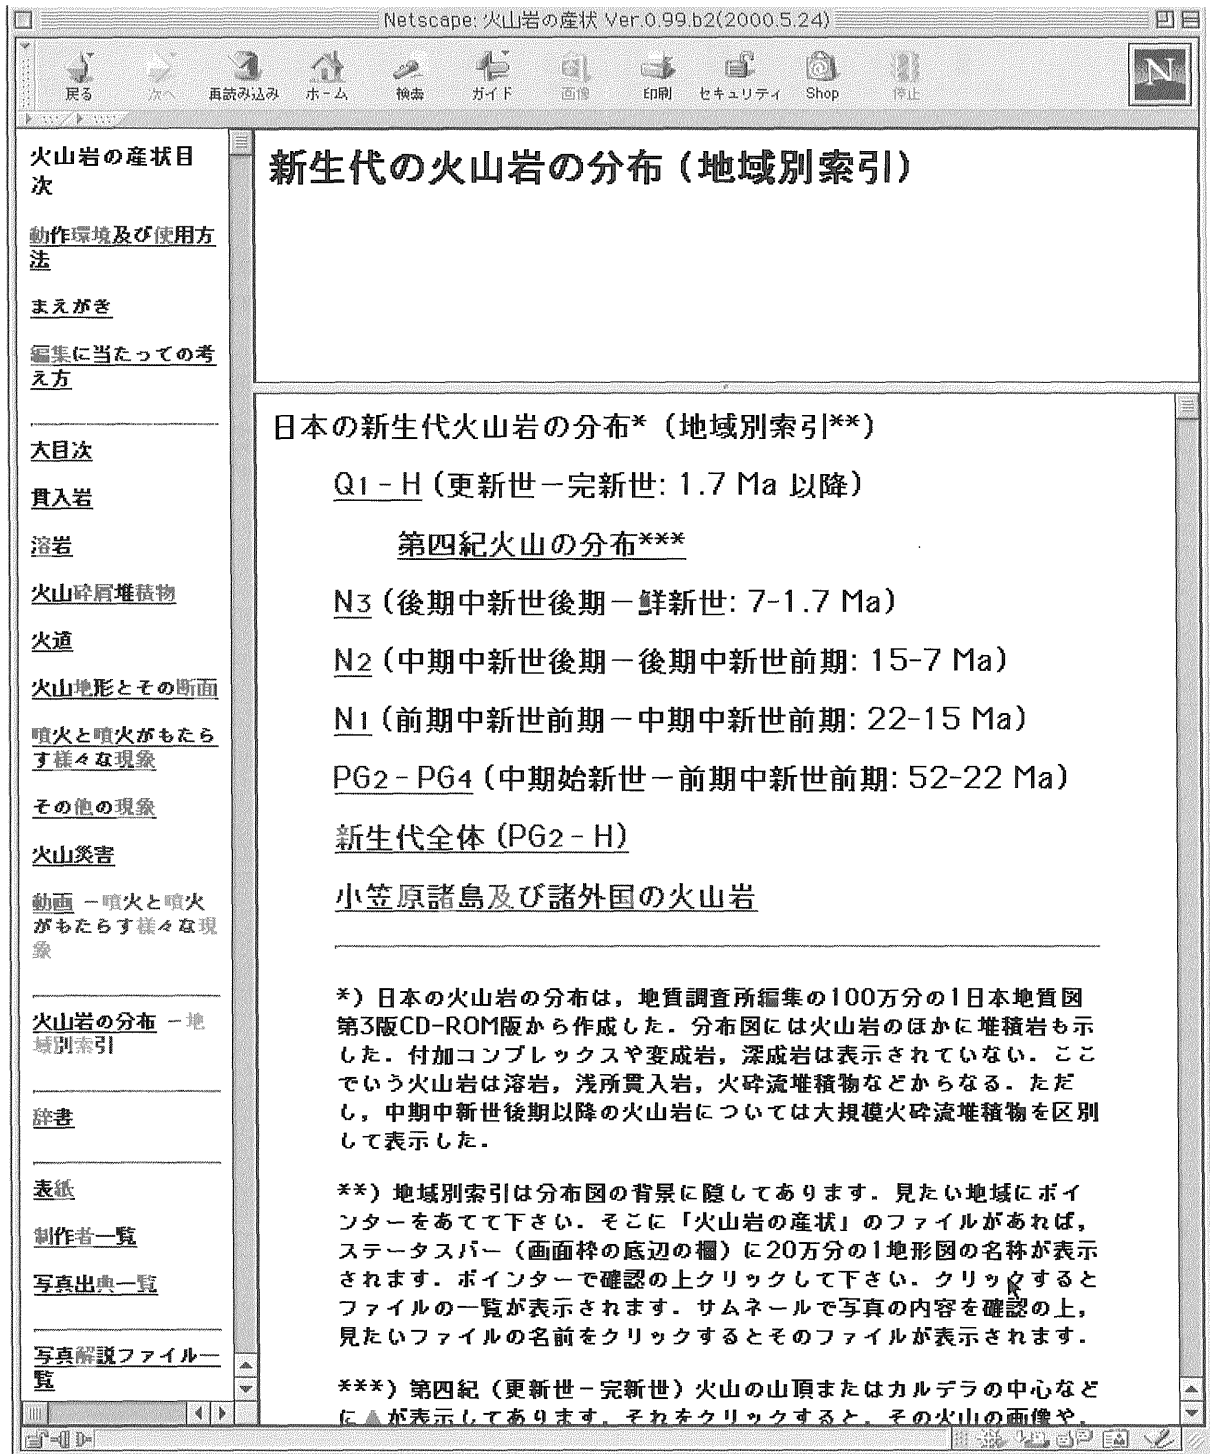 Netscape: 火山岩の産状 Ver.0.99.b2(2000.5.24)
戻る 次へ 再読み込み ホーム 検索 ガイド 画像 印刷 セキュリティ Shop 停止
N
火山岩の産状目
次
動作環境及び使用方
法
まえがき
編集に当たっての考
え方
大目次
貫入岩
溶岩
火山砕屑堆積物
火道
火山地形とその断面
噴火と噴火がもたら
す様々な現象
その他の現象
火山災害
動画 －噴火と噴火
がもたらす様々な現
象
火山岩の分布 －地
域別索引
辞書
表紙
制作者一覧
写真出典一覧
写真解説ファイル一
覧
新生代の火山岩の分布（地域別索引）
日本の新生代火山岩の分布*（地域別索引**）
Q1 - H（更新世－完新世: 1.7 Ma 以降）
第四紀火山の分布***
N3（後期中新世後期－鮮新世: 7-1.7 Ma）
N2（中期中新世後期－後期中新世前期: 15-7 Ma）
N1（前期中新世前期－中期中新世前期: 22-15 Ma）
PG2 - PG4（中期始新世－前期中新世前期: 52-22 Ma）
新生代全体（PG2 - H）
小笠原諸島及び諸外国の火山岩
*）日本の火山岩の分布は，地質調査所編集の100万分の1日本地質図
第3版CD-ROM版から作成した．分布図には火山岩のほかに堆積岩も示
した．付加コンプレックスや変成岩，深成岩は表示されていない．ここ
でいう火山岩は溶岩，浅所貫入岩，火砕流堆積物などからなる．ただ
し，中期中新世後期以降の火山岩については大規模火砕流堆積物を区別
して表示した．
**）地域別索引は分布図の背景に隠してあります．見たい地域にポイ
ンターをあてて下さい．そこに「火山岩の産状」のファイルがあれば，
ステータスバー（画面枠の底辺の欄）に20万分の1地形図の名称が表示
されます．ポインターで確認の上クリックして下さい．クリックすると
ファイルの一覧が表示されます．サムネールで写真の内容を確認の上，
見たいファイルの名前をクリックするとそのファイルが表示されます．
***）第四紀（更新世－完新世）火山の山頂またはカルデラの中心など
に▲が表示してあります．それをクリックすると，その火山の画像や，